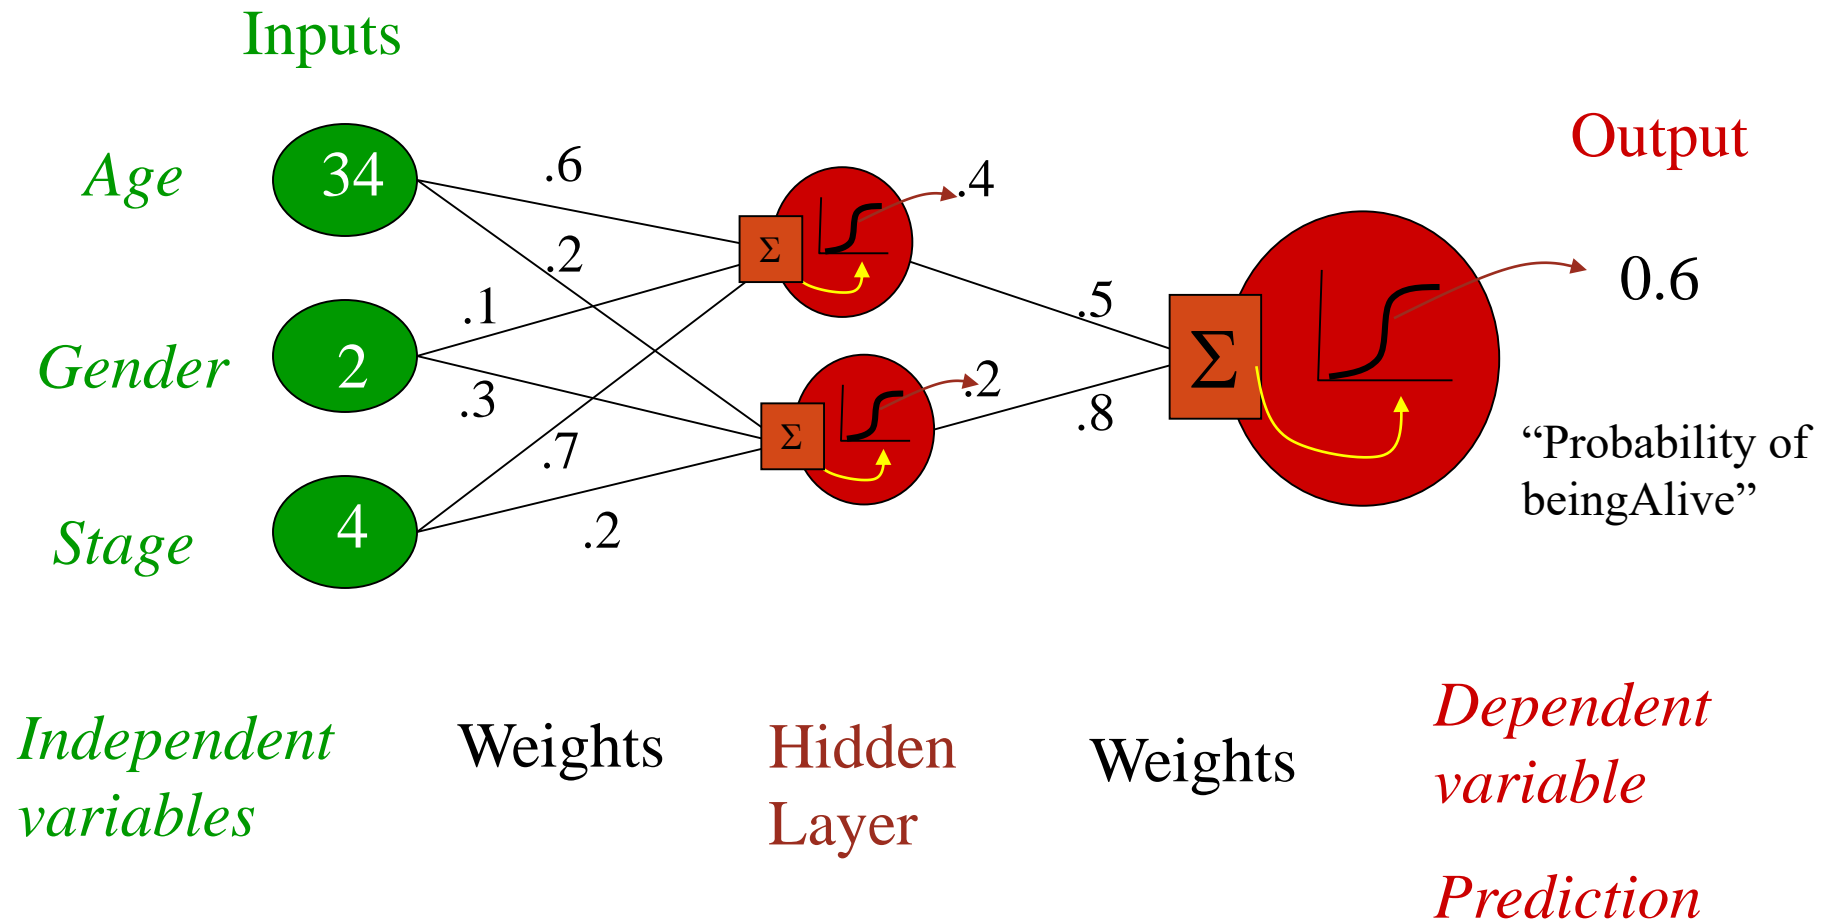 Inputs
Output
Age
34
.6
.4
.2
Σ
0.6
Gender
2
.1
.5
Σ
.3
.2
.8
Σ
“Probability of
beingAlive”
Stage
4
.7
.2
Independent
variables
Weights
Hidden
Layer
Weights
Dependent
variable
Prediction